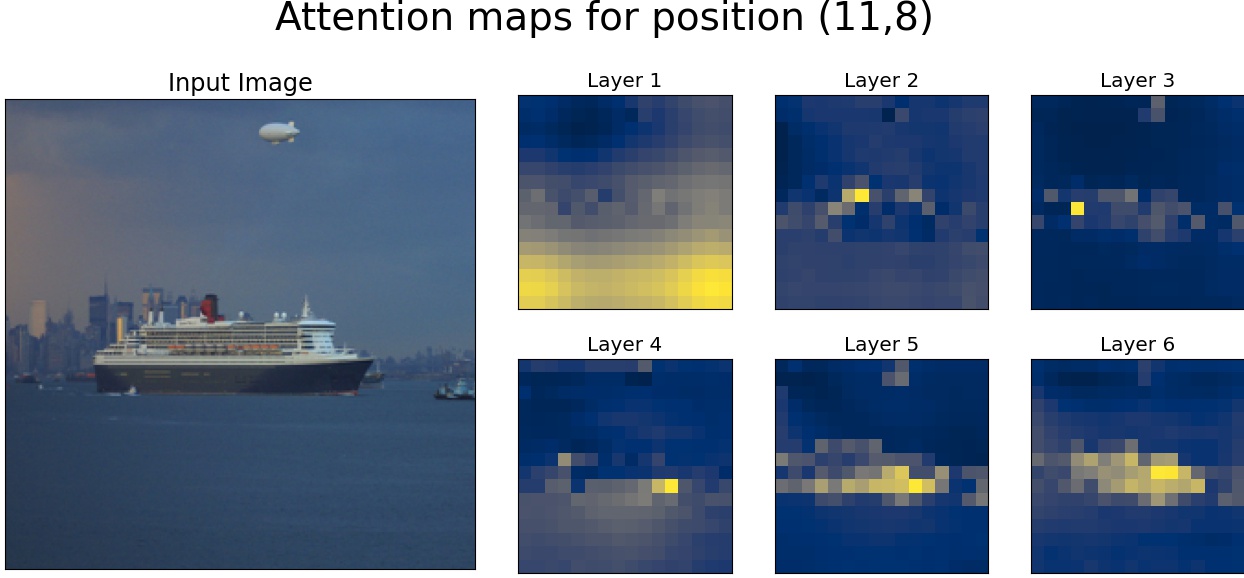 Attention maps for position (11,8)
Input Image
Layer 1
Layer 2
Layer 3
Layer 4
Layer 5
Layer 6